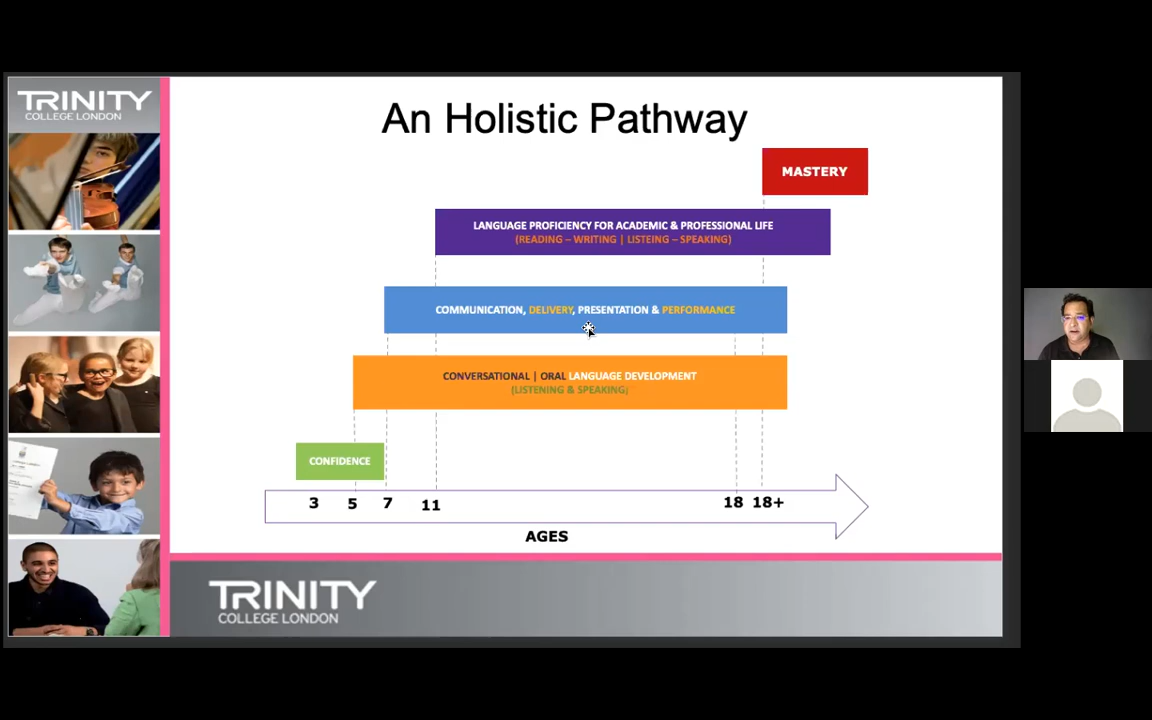 TRINITY
COLLEGE LONDON
An Holistic Pathway
MASTERY
LANGUAGE PROFICIENCY FOR ACADEMIC & PROFESSIONAL LIFE
(READING – WRITING | LISTEING – SPEAKING)
COMMUNICATION, DELIVERY, PRESENTATION & PERFORMANCE
CONVERSATIONAL | ORAL LANGUAGE DEVELOPMENT
(LISTENING & SPEAKING)
CONFIDENCE
3 5 7 11 18 18+
AGES
TRINITY
COLLEGE LONDON